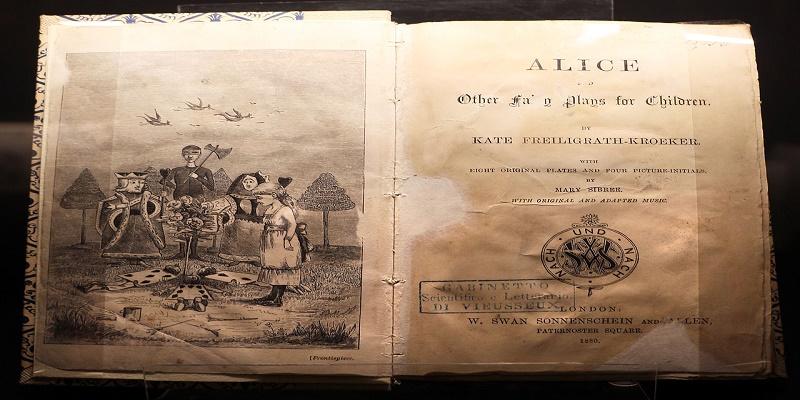 [Frontispiece.
ALICE
Other Fa y Plays for Children.
BY
KATE FREILIGRATH-KROEKER.
WITH
EIGHT ORIGINAL PLATES AND FOUR PICTURE-INITIALS,
BY
MARY SIBREE.
WITH ORIGINAL AND ADAPTED MUSIC.
NACH UND NACH
GABINETTO
Scientifico e Letterario
DI VIEUSSEUX
LONDON:
W. SWAN SONNENSCHEIN AND ALLEN,
PATERNOSTER SQUARE.
1880.